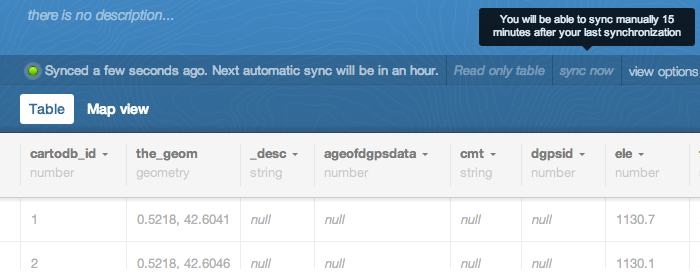 there is no description...
You will be able to sync manually 15
minutes after your last synchronization
Synced a few seconds ago. Next automatic sync will be in an hour. Read only table sync now view options
Table Map view
cartodb_id the_geom _desc ageofdgpsdata cmt dgpsid ele
number geometry string number string number number
1 0.5218, 42.6041 null null null null 1130.7
2 0.5218, 42.6046 null null null null 1130.1